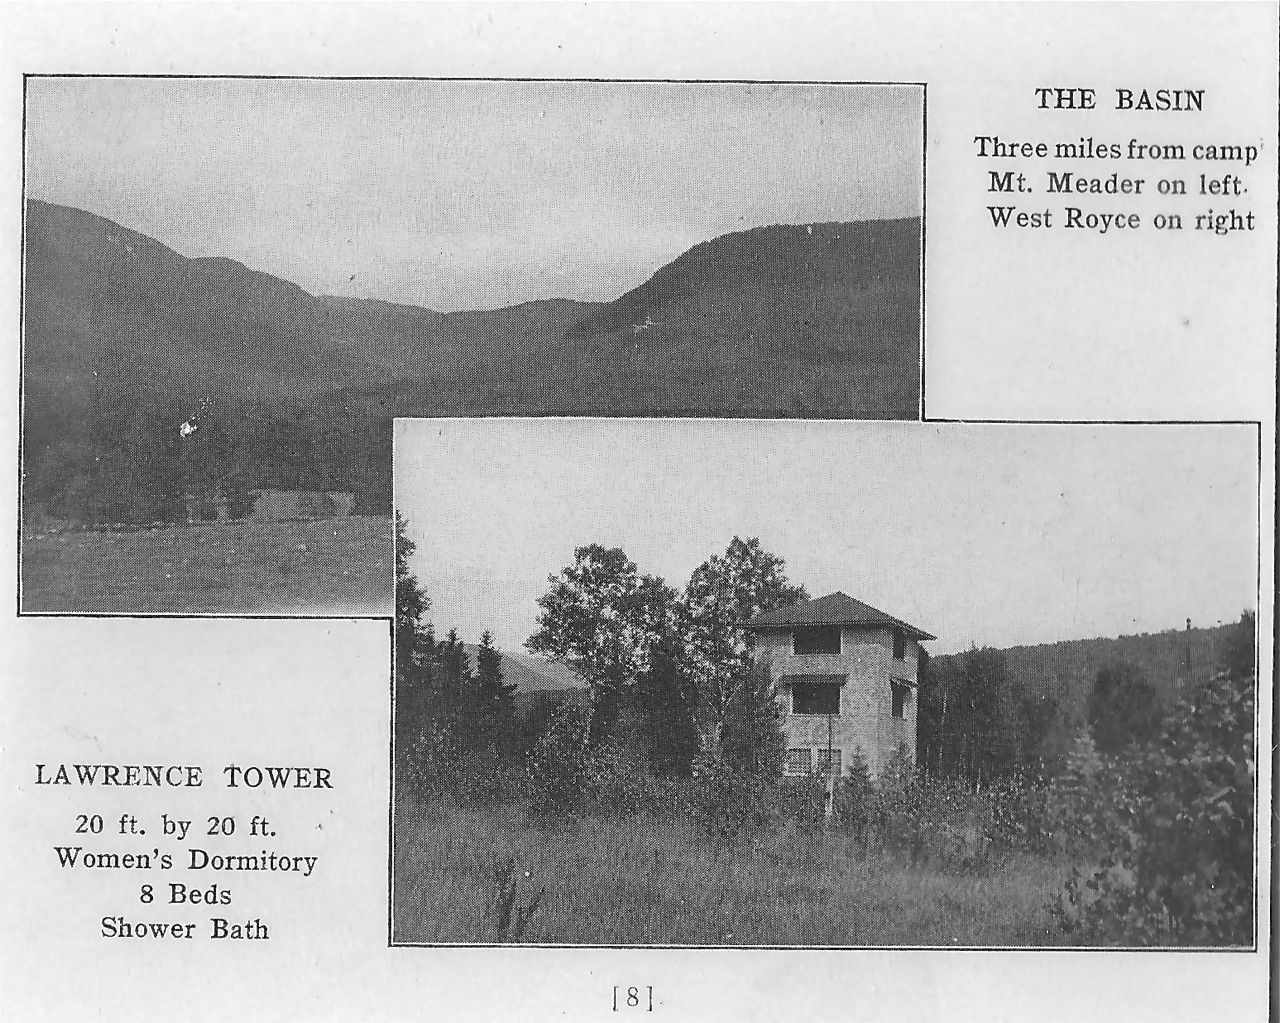 THE BASIN
Three miles from camp
Mt. Meader on left.
West Royce on right
LAWRENCE TOWER
20 ft. by 20 ft.
Women's Dormitory
8 Beds
Shower Bath
[8]